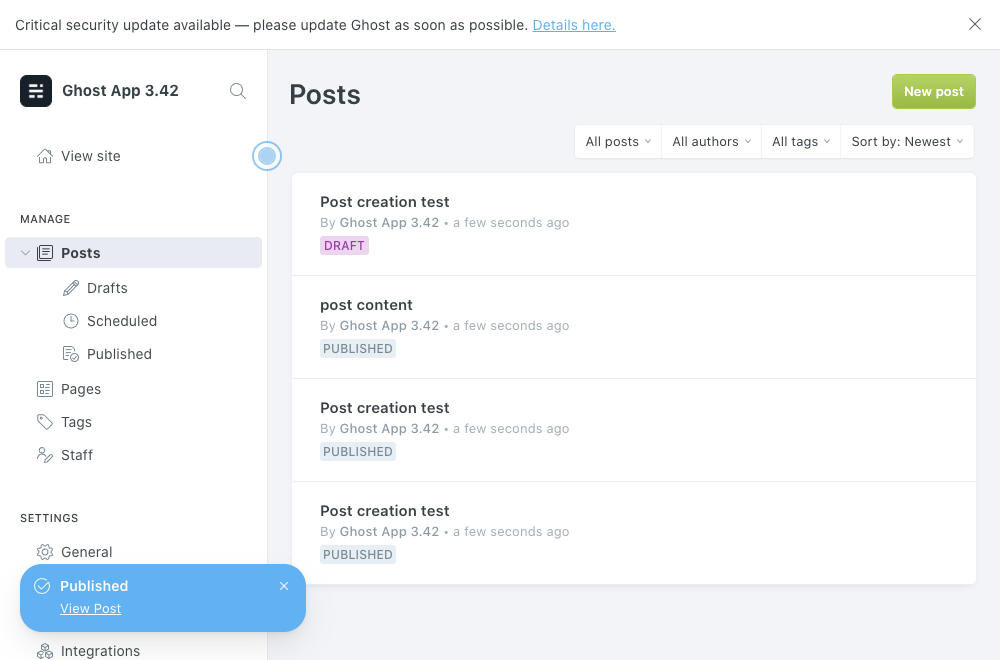 Critical security update available — please update Ghost as soon as possible. Details here.
Ghost App 3.42
View site
MANAGE
Posts
Drafts
Scheduled
Published
Pages
Tags
Staff
SETTINGS
General
Published
View Post
Integrations
Posts
New post
All posts
All authors
All tags
Sort by: Newest
Post creation test
By Ghost App 3.42 • a few seconds ago
DRAFT
post content
By Ghost App 3.42 • a few seconds ago
PUBLISHED
Post creation test
By Ghost App 3.42 • a few seconds ago
PUBLISHED
Post creation test
By Ghost App 3.42 • a few seconds ago
PUBLISHED